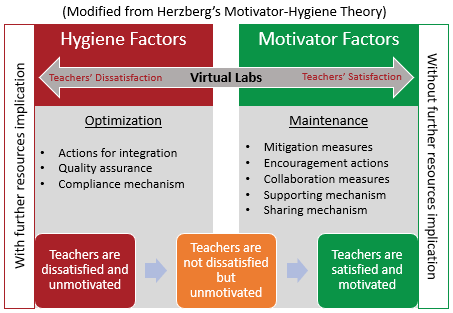 (Modified from Herzberg's Motivator-Hygiene Theory)
Hygiene Factors
Motivator Factors
Teachers' Dissatisfaction
Virtual Labs
Teachers' Satisfaction
With further resources implication
Optimization
• Actions for integration
• Quality assurance
• Compliance mechanism
Maintenance
• Mitigation measures
• Encouragement actions
• Collaboration measures
• Supporting mechanism
• Sharing mechanism
Without further resources implication
Teachers are
dissatisfied and
unmotivated
Teachers are
not dissatisfied
but
unmotivated
Teachers are
satisfied and
motivated